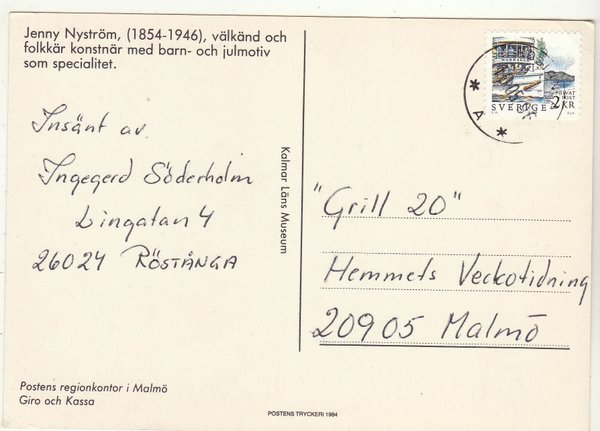 Jenny Nyström, (1854-1946), välkänd och
folkkär konstnär med barn- och julmotiv
som specialitet.
Insänt av
Ingegerd Söderholm
Lingatan 4
26024 RÖSTÅNGA
Postens regionkontor i Malmö
Giro och Kassa
Kalmar Läns Museum
POSTENS TRYCKERI 1984
* A *
PRIVAT
POST
SVERIGE 2 KR
"Grill 20"
Hemmets Veckotidning
20905 Malmö